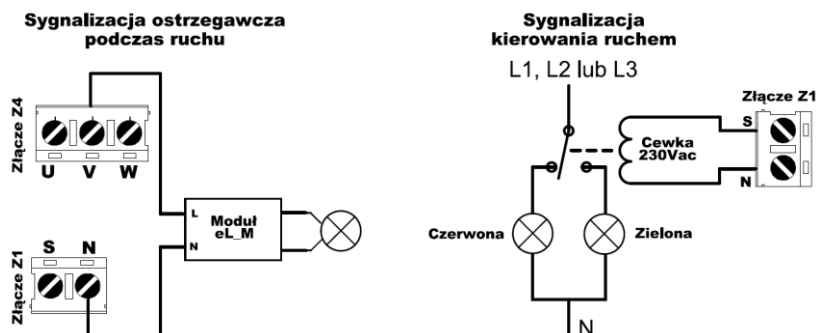 Sygnalizacja ostrzegawcza
podczas ruchu
Złącze Z4
U V W
L
N
Moduł
eL_M
Złącze Z1
S N
Sygnalizacja
kierowania ruchem
L1, L2 lub L3
Złącze Z1
S
Cewka
230Vac
N
Czerwona
Zielona
N